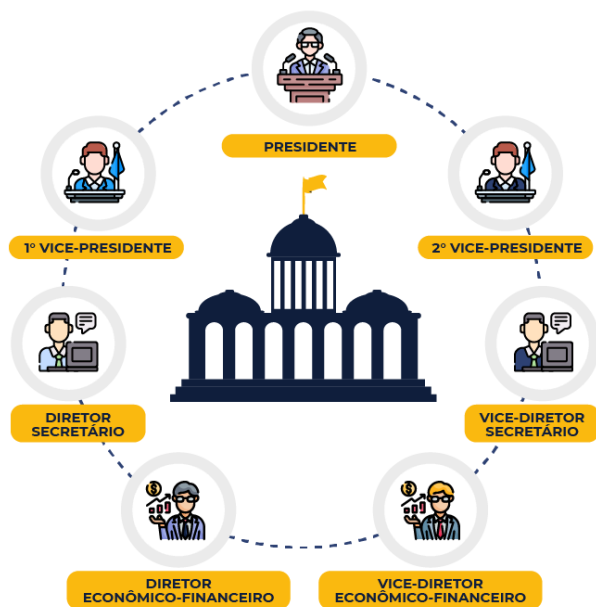 PRESIDENTE
1º VICE-PRESIDENTE
2º VICE-PRESIDENTE
DIRETOR
SECRETÁRIO
VICE-DIRETOR
SECRETÁRIO
DIRETOR
ECONÔMICO-FINANCEIRO
VICE-DIRETOR
ECONÔMICO-FINANCEIRO